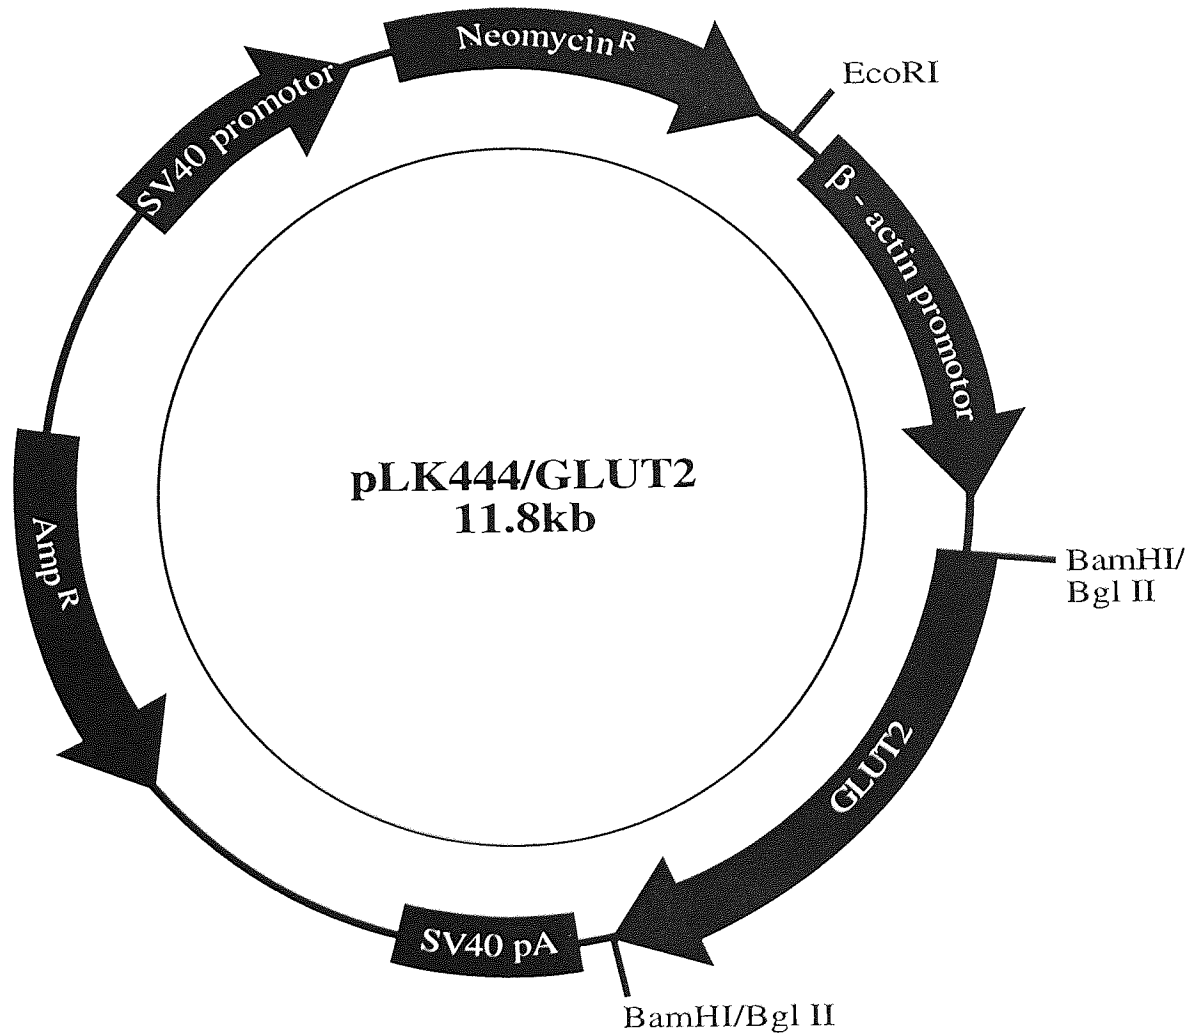 Neomycin R
EcoRI
SV40 promotor
β - actin promotor
pLK444/GLUT2
11.8kb
BamHI/
Bgl II
Amp R
GLUT2
SV40 pA
BamHI/Bgl II